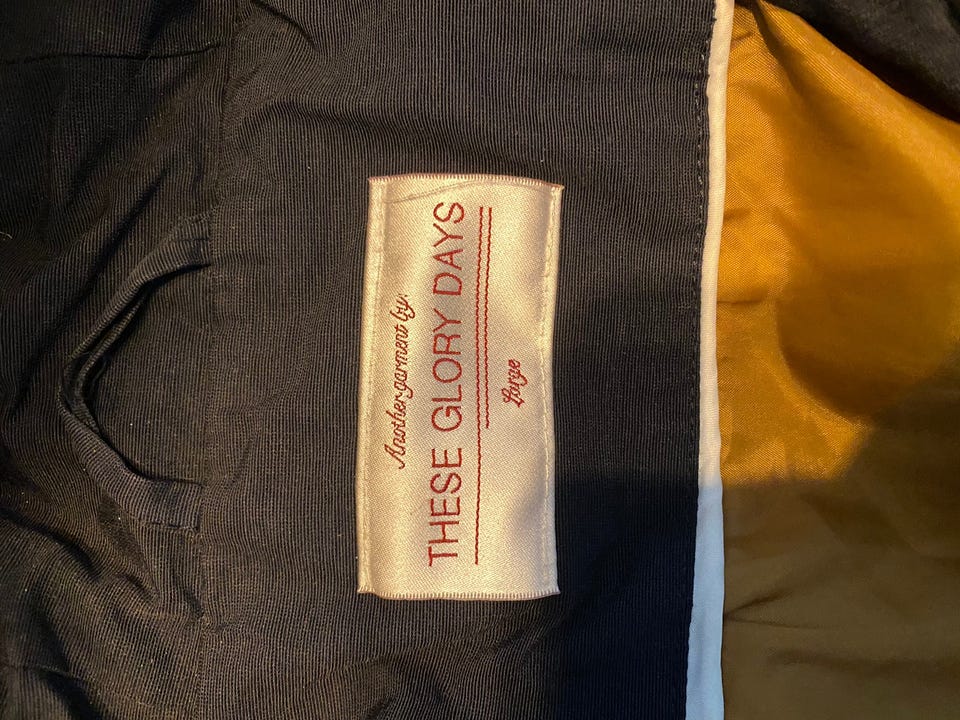 Another garment by:
THESE GLORY DAYS
Large